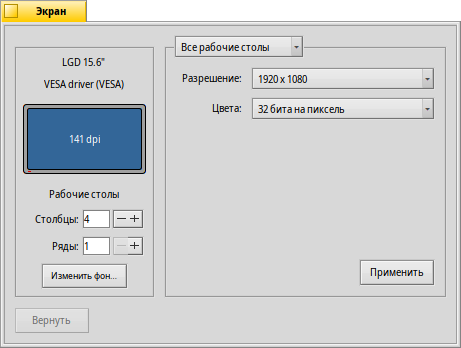 Экран
LGD 15.6"
VESA driver (VESA)
141 dpi
Рабочие столы
Столбцы: 4
Ряды: 1
Изменить фон...
Все рабочие столы
Разрешение: 1920 x 1080
Цвета: 32 бита на пиксель
Применить
Вернуть